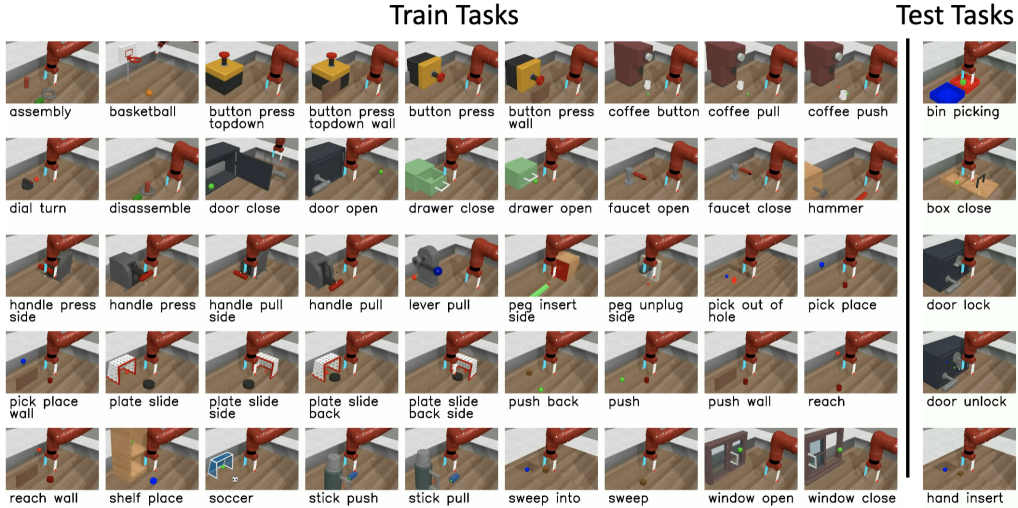 Train Tasks
Test Tasks
assembly
basketball
button press
topdown
button press
topdown wall
button press
button press
wall
coffee button
coffee pull
coffee push
bin picking
dial turn
disassemble
door close
door open
drawer close
drawer open
faucet open
faucet close
hammer
box close
handle press
side
handle press
handle pull
side
handle pull
lever pull
peg insert
side
peg unplug
side
pick out of
hole
pick place
door lock
pick place
wall
plate slide
plate slide
side
plate slide
back
plate slide
back side
push back
push
push wall
reach
door unlock
reach wall
shelf place
soccer
stick push
stick pull
sweep into
sweep
window open
window close
hand insert